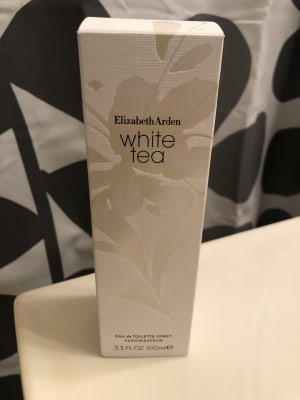 Elizabeth Arden
white
tea
EAU de TOILETTE SPRAY
VAPORISATEUR
3.3 FL OZ 100ml℮